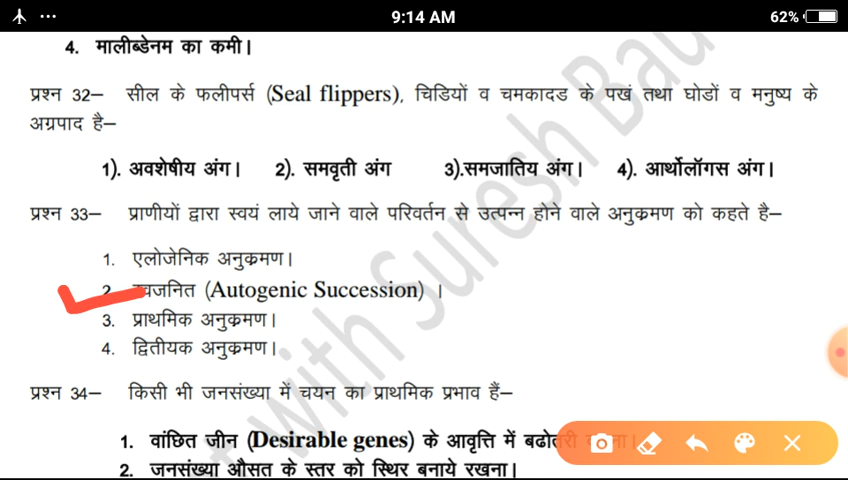 9:14 AM 62%
4. मालीब्डेनम का कमी।
प्रश्न 32– सील के फलीपर्स (Seal flippers), चिडियों व चमकादड के पखं तथा घोडों व मनुष्य के
अग्रपाद है–
1). अवशेषीय अंग। 2). समवृती अंग 3).समजातिय अंग। 4). आर्थोलॉगस अंग।
प्रश्न 33– प्राणीयों द्वारा स्वयं लाये जाने वाले परिवर्तन से उत्पन्न होने वाले अनुक्रमण को कहते है–
1. एलोजेनिक अनुक्रमण।
2. स्वजनित (Autogenic Succession) ।
3. प्राथमिक अनुक्रमण।
4. द्वितीयक अनुक्रमण।
प्रश्न 34– किसी भी जनसंख्या में चयन का प्राथमिक प्रभाव हैं–
1. वांछित जीन (Desirable genes) के आवृत्ति में बढोतरी
2. जनसंख्या औसत के स्तर को स्थिर बनाये रखना।
with Suresh